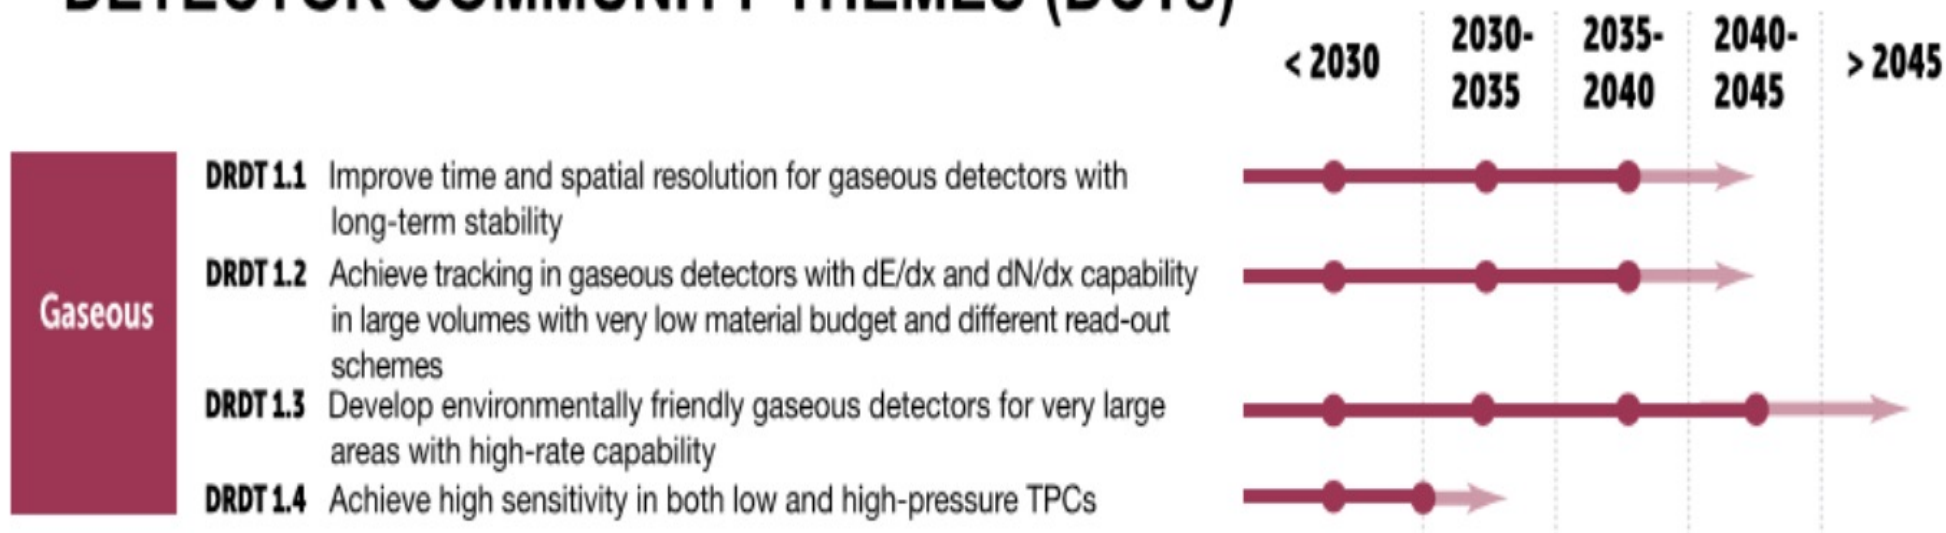 DETECTOR COMMUNITY THEMES (DCTs)
< 2030
2030-
2035
2035-
2040
2040-
2045
> 2045
Gaseous
DRDT 1.1 Improve time and spatial resolution for gaseous detectors with
long-term stability
DRDT 1.2 Achieve tracking in gaseous detectors with dE/dx and dN/dx capability
in large volumes with very low material budget and different read-out
schemes
DRDT 1.3 Develop environmentally friendly gaseous detectors for very large
areas with high-rate capability
DRDT 1.4 Achieve high sensitivity in both low and high-pressure TPCs